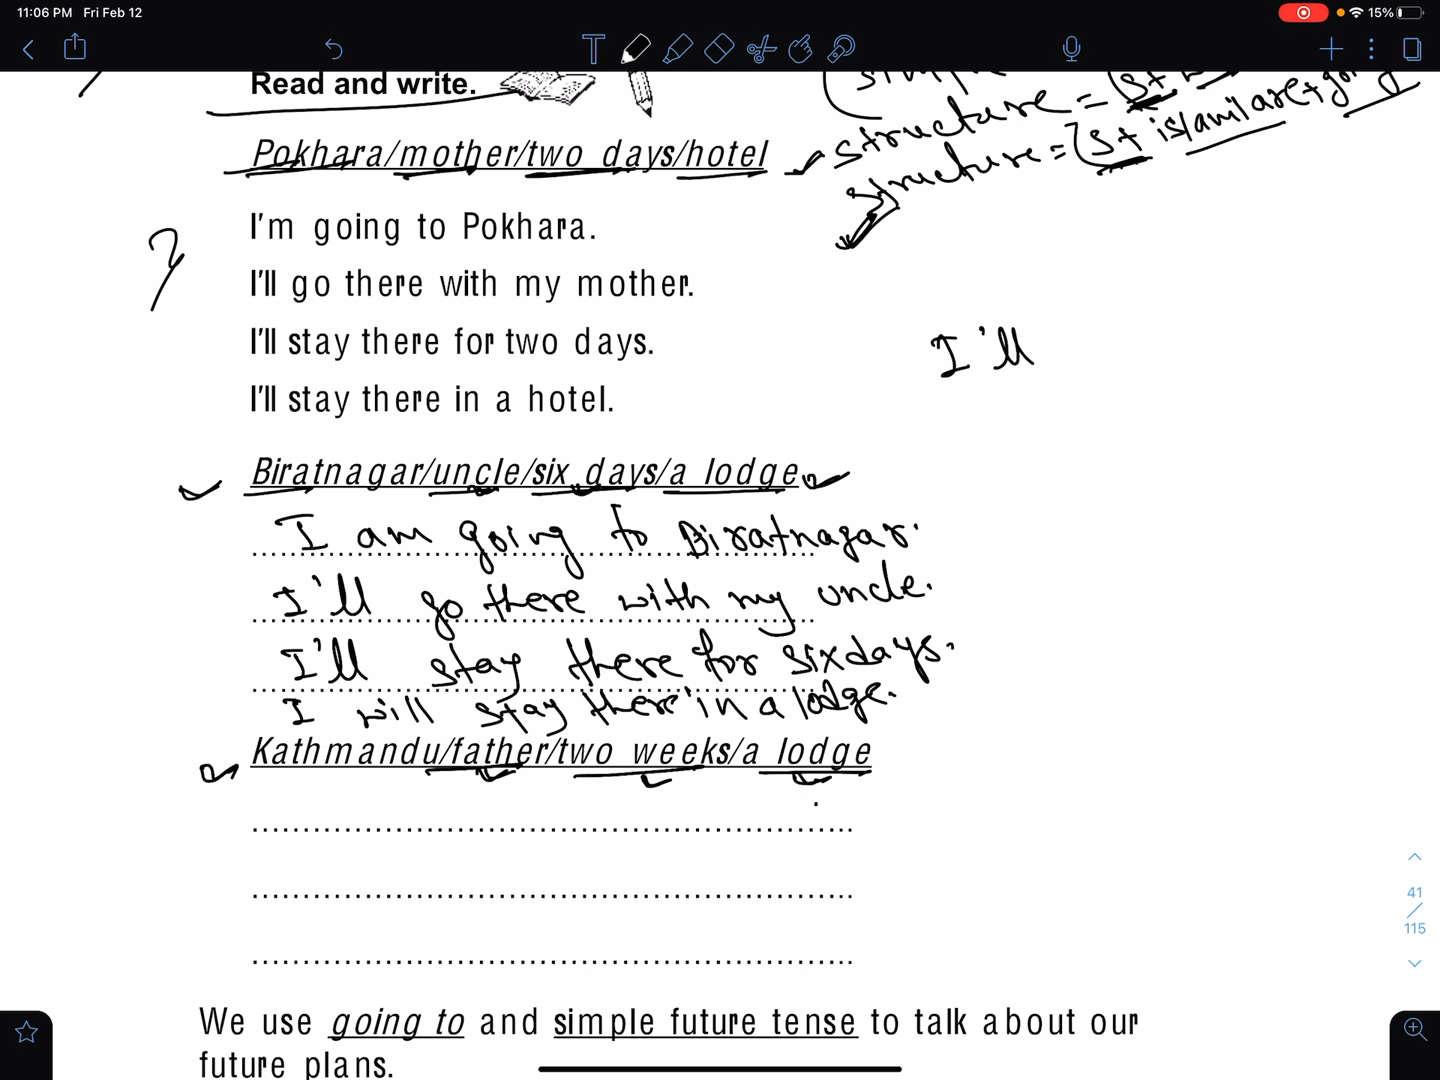 11:06 PM Fri Feb 12
15%
Read and write.
structure = (S+
structure = (S+ is/am/are+
Pokhara/mother/two days/hotel
I'm going to Pokhara.
I'll go there with my mother.
I'll stay there for two days.
I'll
I'll stay there in a hotel.
Biratnagar/uncle/six days/a lodge
I am going to Biratnagar.
I'll go there with my uncle.
I'll stay there for six days.
I will stay there in a lodge.
Kathmandu/father/two weeks/a lodge
41
/
115
We use going to and simple future tense to talk about our
future plans.